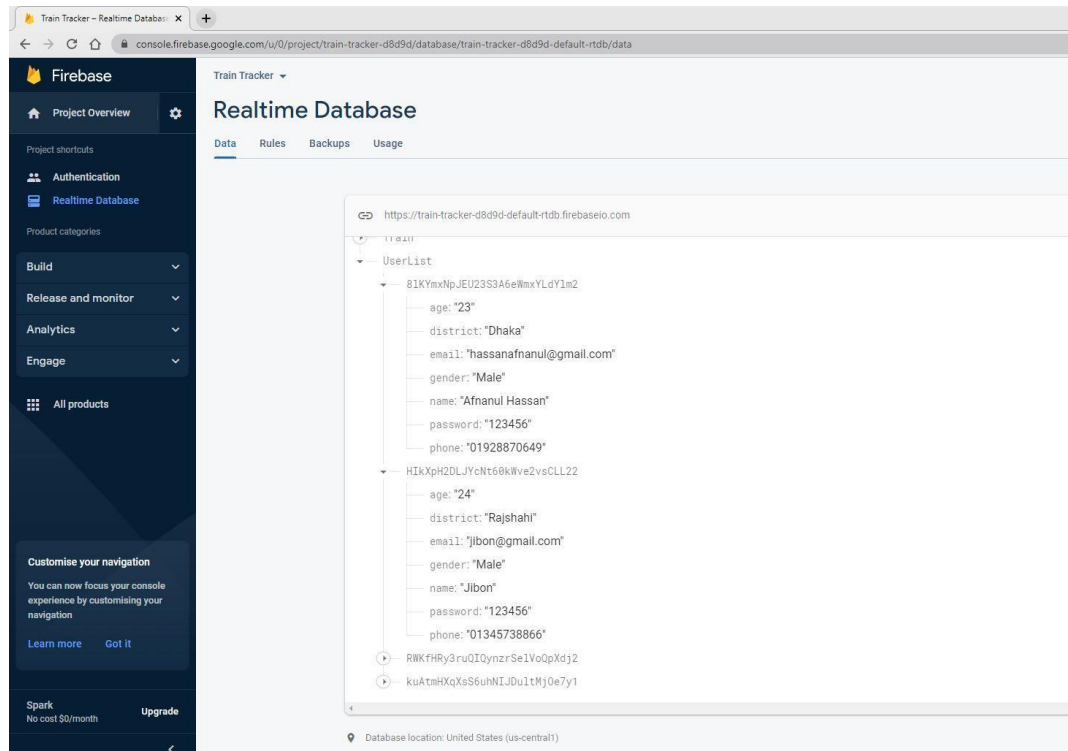 Train Tracker – Realtime Databas
console.firebase.google.com/u/0/project/train-tracker-d8d9d/database/train-tracker-d8d9d-default-rtdb/data
Firebase
Project Overview
Project shortcuts
Authentication
Realtime Database
Product categories
Build
Release and monitor
Analytics
Engage
All products
Customise your navigation
You can now focus your console
experience by customising your
navigation
Learn more Got it
Spark
No cost $0/month
Upgrade
Train Tracker
Realtime Database
Data Rules Backups Usage
https://train-tracker-d8d9d-default-rtdb.firebaseio.com
Train
UserList
8lKYmxNpJEU23S3A6eWmxYLdYlm2
age: "23"
district: "Dhaka"
email: "hassanafnanul@gmail.com"
gender: "Male"
name: "Afnanul Hassan"
password: "123456"
phone: "01928870649"
HIkXpH2DLJYcNt60kWve2vsCLL22
age: "24"
district: "Rajshahi"
email: "jibon@gmail.com"
gender: "Male"
name: "Jibon"
password: "123456"
phone: "01345738866"
RWKfHRy3ruQIQynzrSelVoQpXdj2
kuAtmHXqXsS6uhNIJDultMjOe7y1
Database location: United States (us-central1)